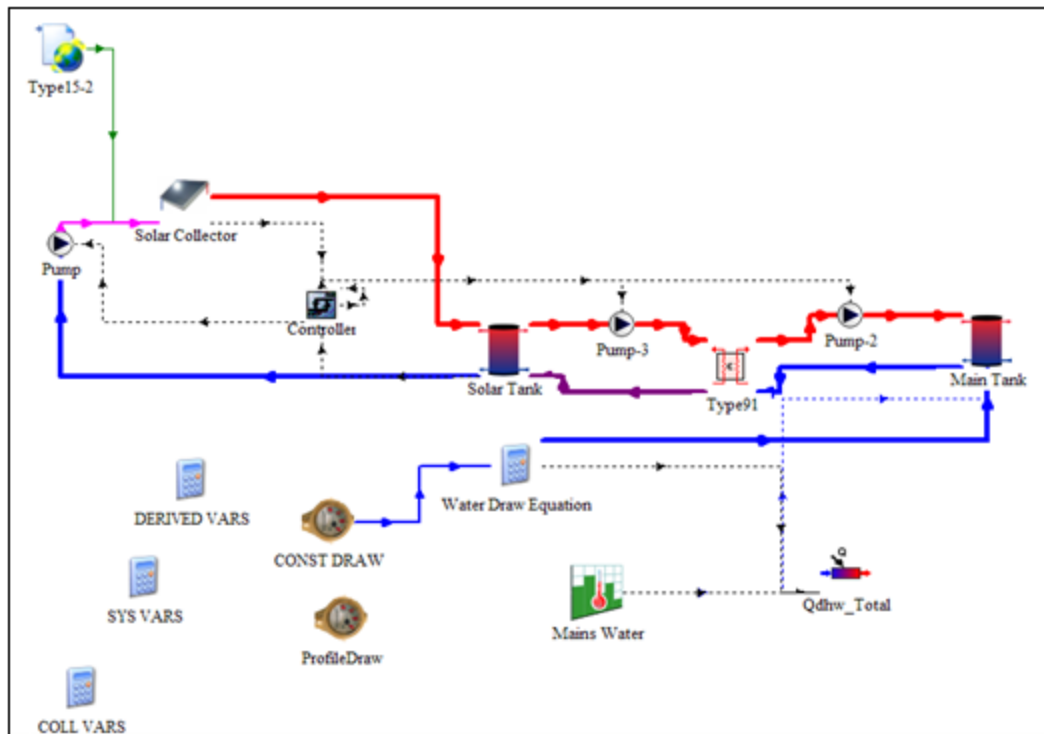 Type15-2
Solar Collector
Pump
Controller
Pump-3
Pump-2
Solar Tank
Type91
Main Tank
DERIVED VARS
Water Draw Equation
CONST DRAW
SYS VARS
Q
Qdhw_Total
Mains Water
ProfileDraw
COLL VARS